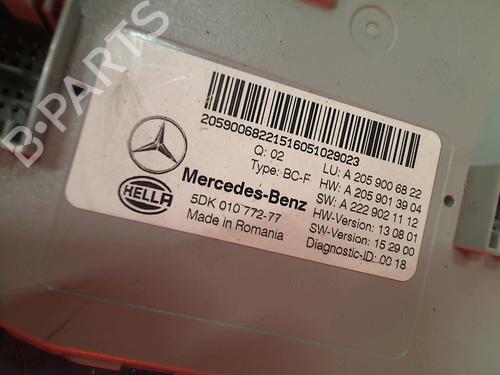 B-PARTS
20590068221516051029023
Q: 02
Type: BC-F
Mercedes-Benz
HELLA
5DK 010 772-77
Made in Romania
LU: A 205 900 68 22
HW: A 205 901 39 04
SW: A 222 902 11 12
HW-Version: 13 08 01
SW-Version: 15 29 00
Diagnostic-ID: 00 18